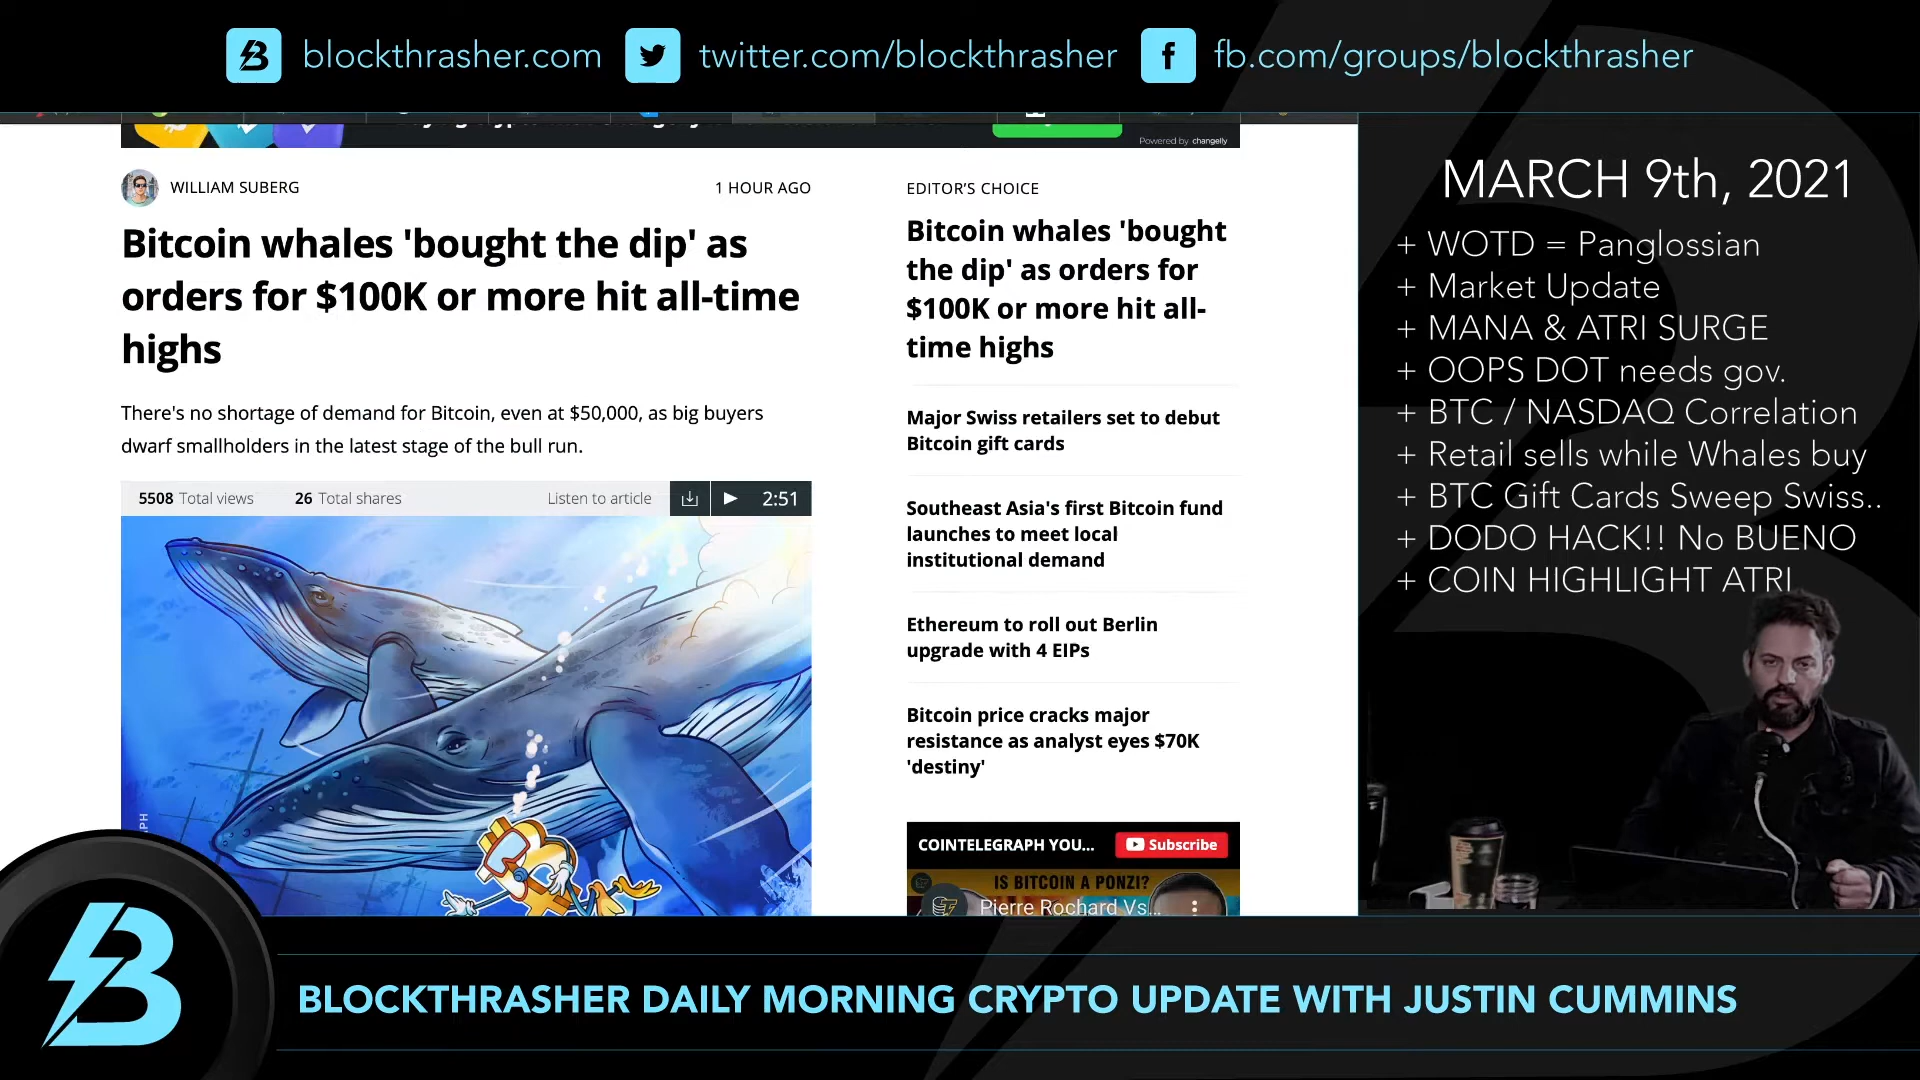 blockthrasher.com twitter.com/blockthrasher fb.com/groups/blockthrasher
Powered by changelly
WILLIAM SUBERG 1 HOUR AGO
Bitcoin whales 'bought the dip' as
orders for $100K or more hit all-time
highs
There's no shortage of demand for Bitcoin, even at $50,000, as big buyers
dwarf smallholders in the latest stage of the bull run.
5508 Total views 26 Total shares Listen to article 2:51
EDITOR'S CHOICE
Bitcoin whales 'bought
the dip' as orders for
$100K or more hit all-
time highs
Major Swiss retailers set to debut
Bitcoin gift cards
Southeast Asia's first Bitcoin fund
launches to meet local
institutional demand
Ethereum to roll out Berlin
upgrade with 4 EIPs
Bitcoin price cracks major
resistance as analyst eyes $70K
'destiny'
COINTELEGRAPH YOU... Subscribe
IS BITCOIN A PONZI?
Pierre Rochard Vs...
MARCH 9th, 2021
+ WOTD = Panglossian
+ Market Update
+ MANA & ATRI SURGE
+ OOPS DOT needs gov.
+ BTC / NASDAQ Correlation
+ Retail sells while Whales buy
+ BTC Gift Cards Sweep Swiss..
+ DODO HACK!! No BUENO
+ COIN HIGHLIGHT ATRI
BLOCKTHRASHER DAILY MORNING CRYPTO UPDATE WITH JUSTIN CUMMINS